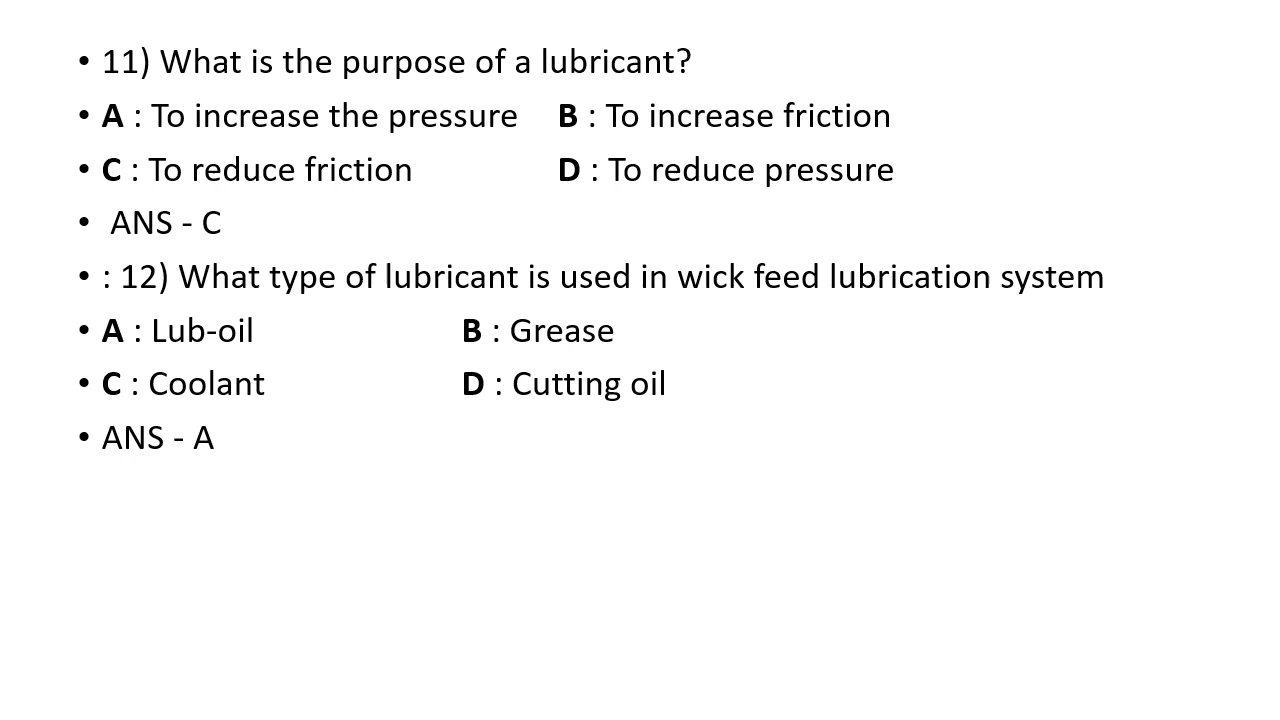 • 11) What is the purpose of a lubricant?
• A : To increase the pressure B : To increase friction
• C : To reduce friction D : To reduce pressure
• ANS - C
• : 12) What type of lubricant is used in wick feed lubrication system
• A : Lub-oil B : Grease
• C : Coolant D : Cutting oil
• ANS - A